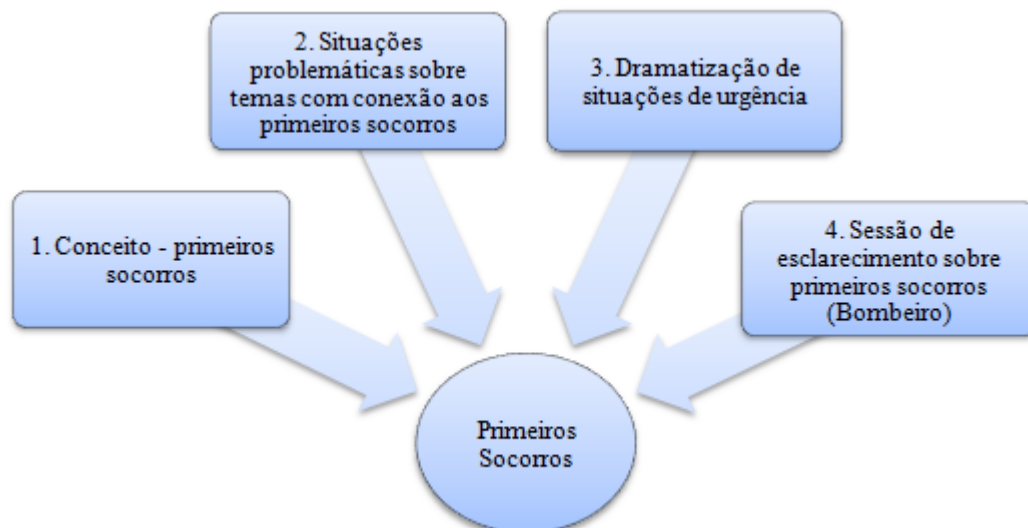 1. Conceito - primeiros
socorros
2. Situações
problemáticas sobre
temas com conexão aos
primeiros socorros
3. Dramatização de
situações de urgência
4. Sessão de
esclarecimento sobre
primeiros socorros
(Bombeiro)
Primeiros
Socorros